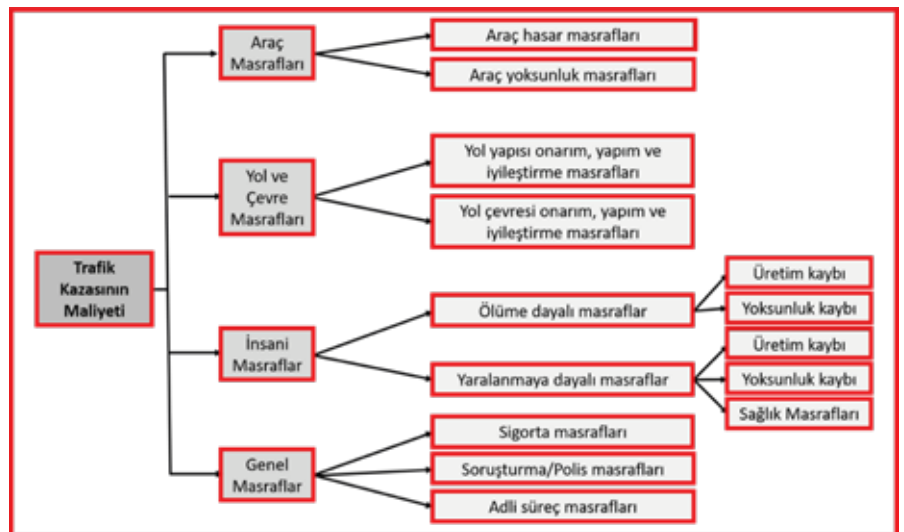 Trafik
Kazasının
Maliyeti
Araç
Masrafları
Araç hasar masrafları
Araç yoksunluk masrafları
Yol ve
Çevre
Masrafları
Yol yapısı onarım, yapım ve
iyileştirme masrafları
Yol çevresi onarım, yapım ve
iyileştirme masrafları
İnsani
Masraflar
Ölüme dayalı masraflar
Üretim kaybı
Yoksunluk kaybı
Yaralanmaya dayalı masraflar
Üretim kaybı
Yoksunluk kaybı
Sağlık Masrafları
Genel
Masraflar
Sigorta masrafları
Soruşturma/Polis masrafları
Adli süreç masrafları